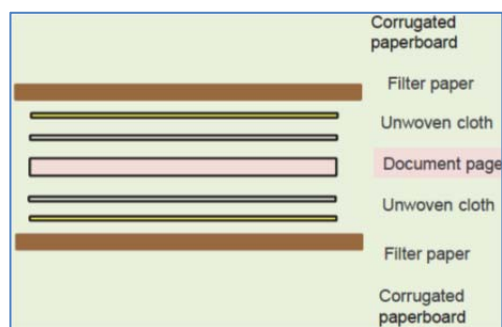 Corrugated
paperboard
Filter paper
Unwoven cloth
Document page
Unwoven cloth
Filter paper
Corrugated
paperboard